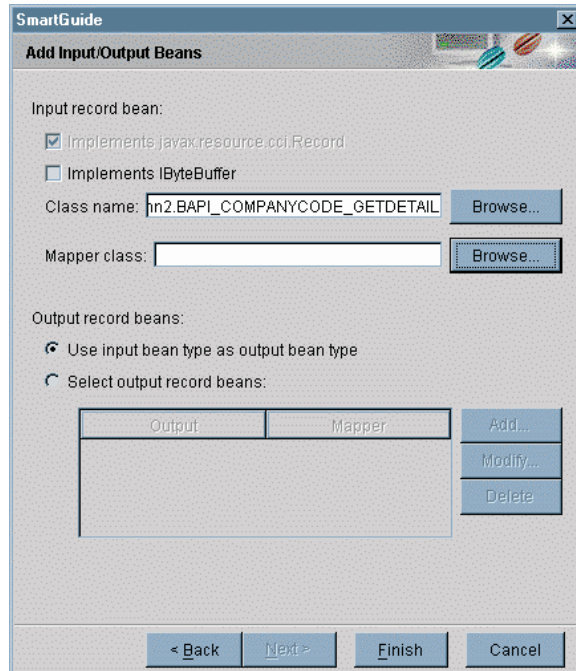 SmartGuide
Add Input/Output Beans
Input record bean:
Implements javax.resource.cci.Record
Implements IByteBuffer
Class name: nn2.BAPI_COMPANYCODE_GETDETAIL Browse...
Mapper class: Browse...
Output record beans:
Use input bean type as output bean type
Select output record beans:
Output Mapper Add...
Modify...
Delete
< Back Next > Finish Cancel